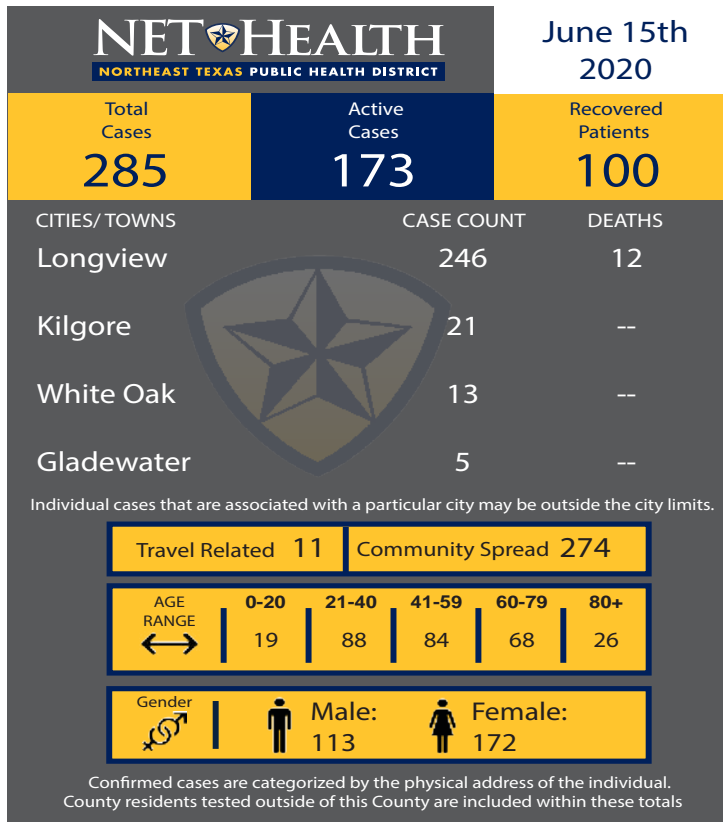 NET HEALTH
NORTHEAST TEXAS PUBLIC HEALTH DISTRICT
June 15th
2020
Total
Cases
285
Active
Cases
173
Recovered
Patients
100
CITIES/ TOWNS CASE COUNT DEATHS
Longview 246 12
Kilgore 21 --
White Oak 13 --
Gladewater 5 --
Individual cases that are associated with a particular city may be outside the city limits.
Travel Related 11 Community Spread 274
AGE
RANGE
0-20 21-40 41-59 60-79 80+
19 88 84 68 26
Gender
Male:
113
Female:
172
Confirmed cases are categorized by the physical address of the individual.
County residents tested outside of this County are included within these totals